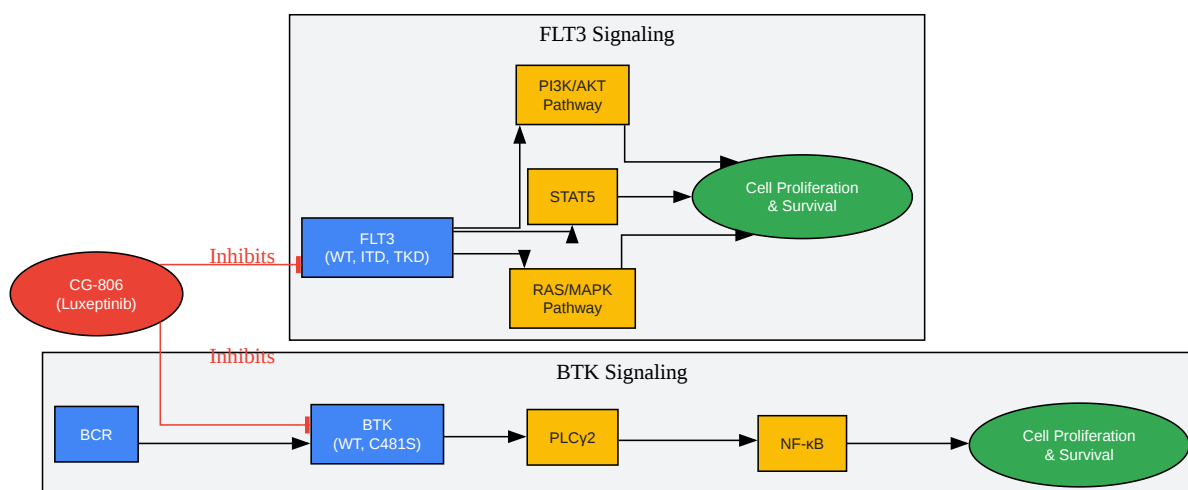 FLT3 Signaling
PI3K/AKT
Pathway
STAT5
Cell Proliferation
& Survival
FLT3
(WT, ITD, TKD)
Inhibits
CG-806
(Luxeptinib)
RAS/MAPK
Pathway
Inhibits
BTK Signaling
BCR
BTK
(WT, C481S)
PLCγ2
NF-κB
Cell Proliferation
& Survival